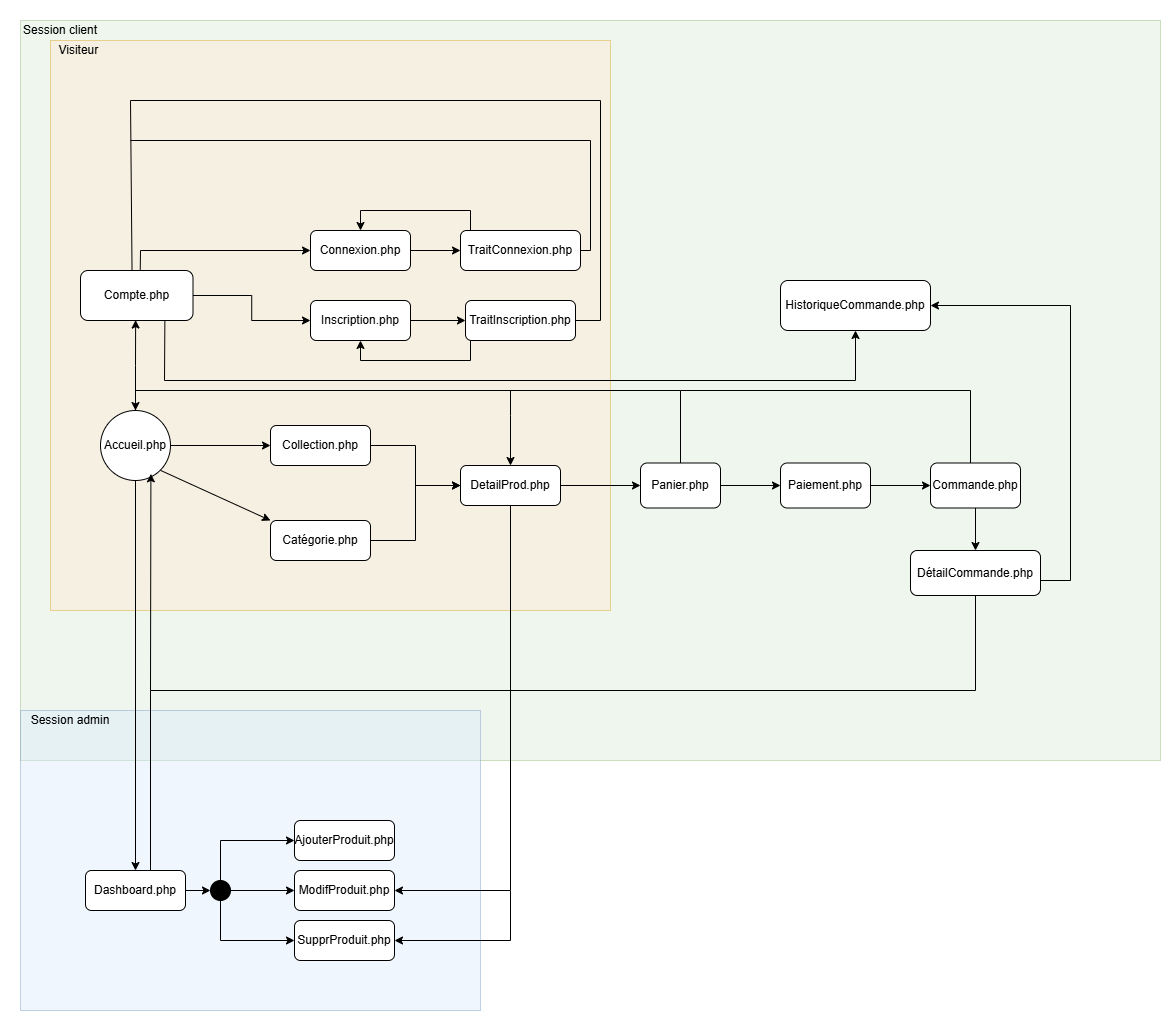 Session client
Visiteur
Connexion.php
TraitConnexion.php
Compte.php
Inscription.php
TraitInscription.php
HistoriqueCommande.php
Accueil.php
Collection.php
DetailProd.php
Panier.php
Paiement.php
Commande.php
Catégorie.php
DétailCommande.php
Session admin
AjouterProduit.php
Dashboard.php
ModifProduit.php
SupprProduit.php